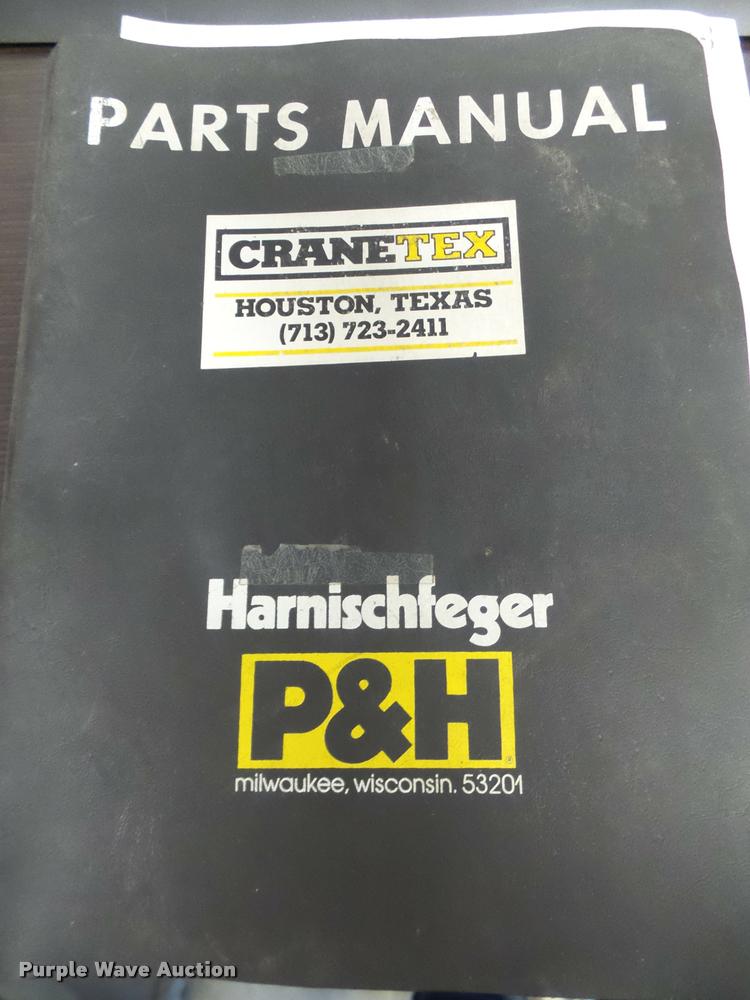 PARTS MANUAL
CRANETEX
HOUSTON, TEXAS
(713) 723-2411
Harnischfeger
P&H
milwaukee, wisconsin. 53201
Purple Wave Auction